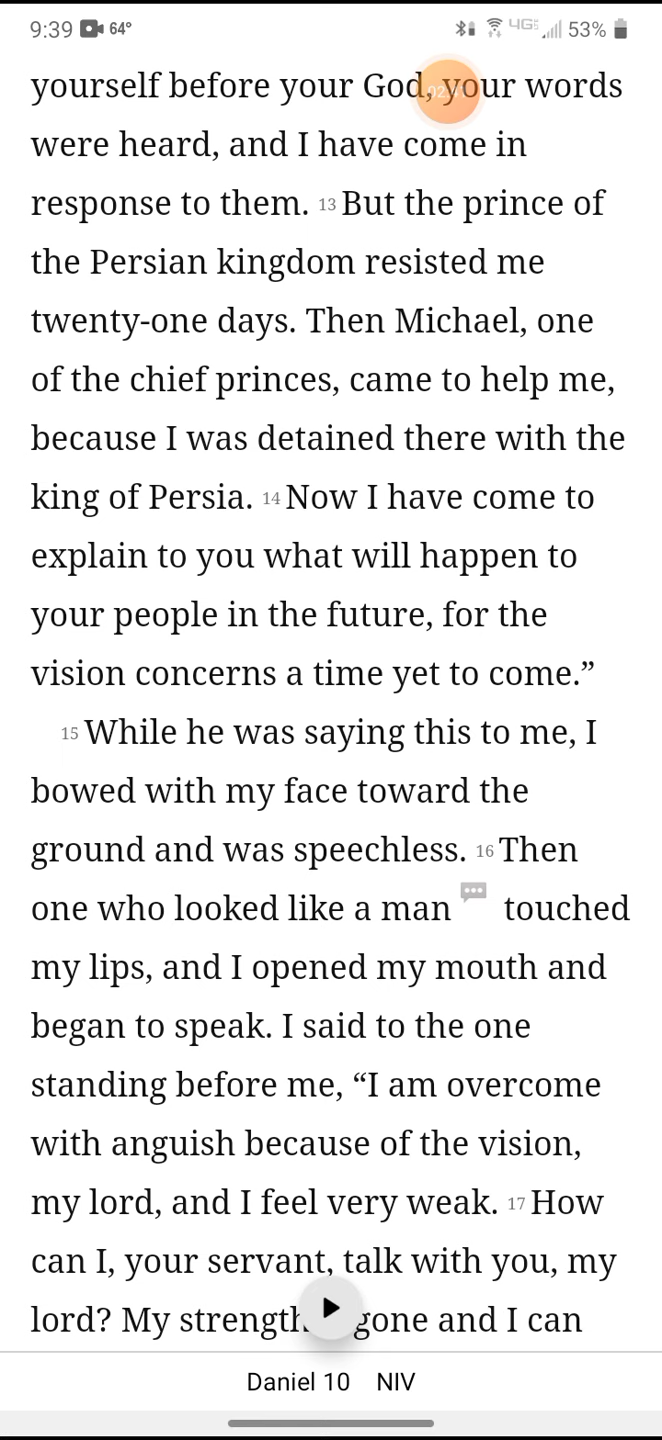 9:39 64°
4G 53%
yourself before your God, your words
were heard, and I have come in
response to them. 13 But the prince of
the Persian kingdom resisted me
twenty-one days. Then Michael, one
of the chief princes, came to help me,
because I was detained there with the
king of Persia. 14 Now I have come to
explain to you what will happen to
your people in the future, for the
vision concerns a time yet to come.”
15 While he was saying this to me, I
bowed with my face toward the
ground and was speechless. 16 Then
one who looked like a man touched
my lips, and I opened my mouth and
began to speak. I said to the one
standing before me, “I am overcome
with anguish because of the vision,
my lord, and I feel very weak. 17 How
can I, your servant, talk with you, my
lord? My strength gone and I can
Daniel 10 NIV